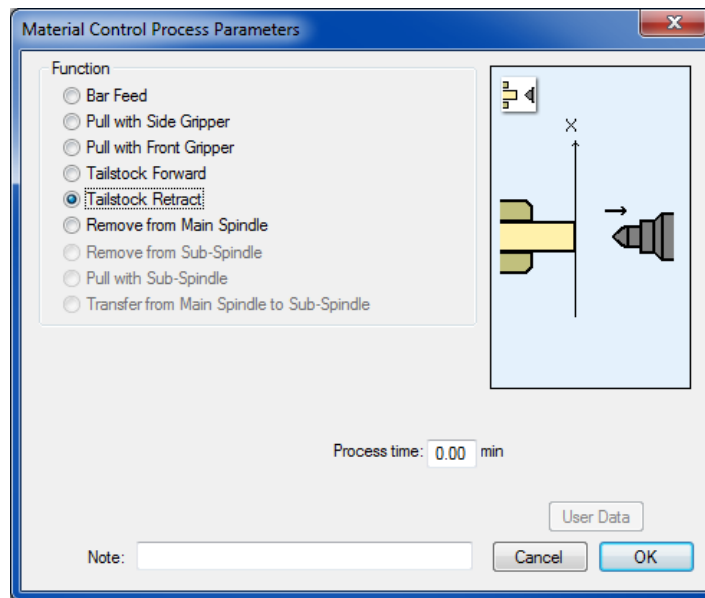 Material Control Process Parameters
Function
Bar Feed
Pull with Side Gripper
Pull with Front Gripper
Tailstock Forward
Tailstock Retract
Remove from Main Spindle
Remove from Sub-Spindle
Pull with Sub-Spindle
Transfer from Main Spindle to Sub-Spindle
X
Process time: 0.00 min
User Data
Note:
Cancel
OK